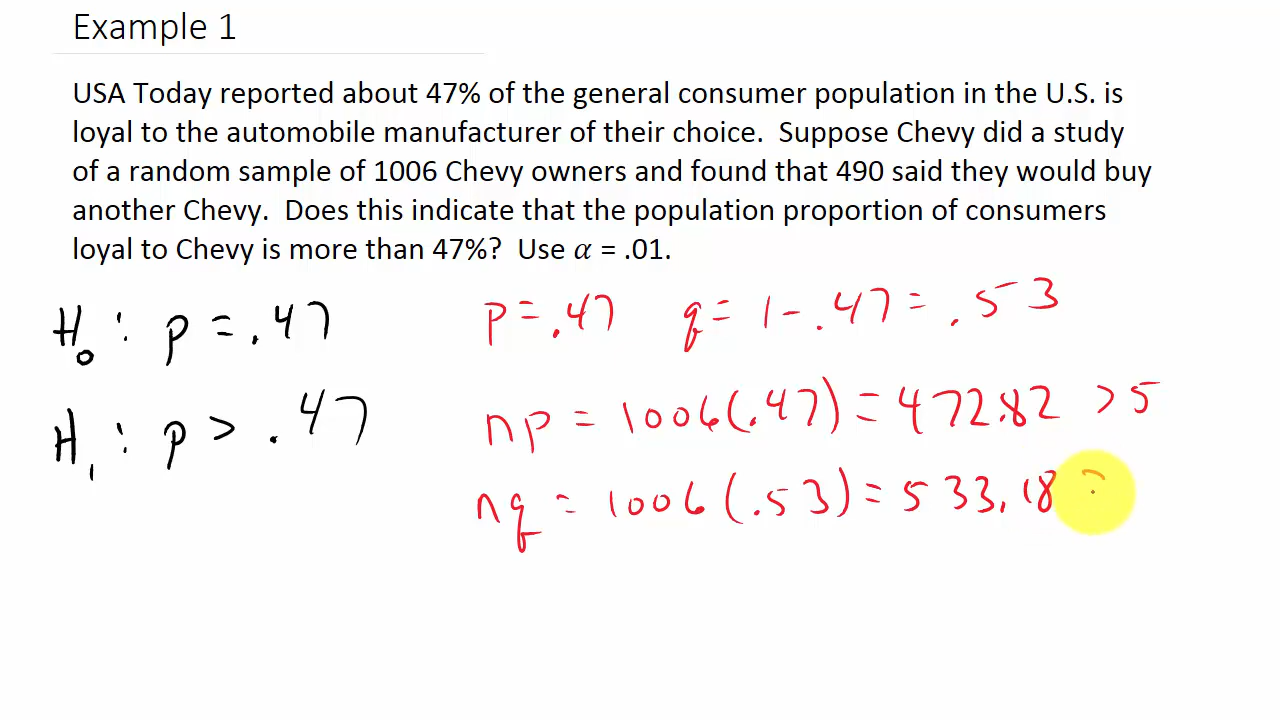 Example 1
USA Today reported about 47% of the general consumer population in the U.S. is
loyal to the automobile manufacturer of their choice.  Suppose Chevy did a study
of a random sample of 1006 Chevy owners and found that 490 said they would buy
another Chevy.  Does this indicate that the population proportion of consumers
loyal to Chevy is more than 47%?  Use α = .01.
H₀ : p = .47
p = .47   q = 1 - .47 = .53
H₁ : p > .47
np = 1006(.47) = 472.82 > 5
nq = 1006(.53) = 533.18